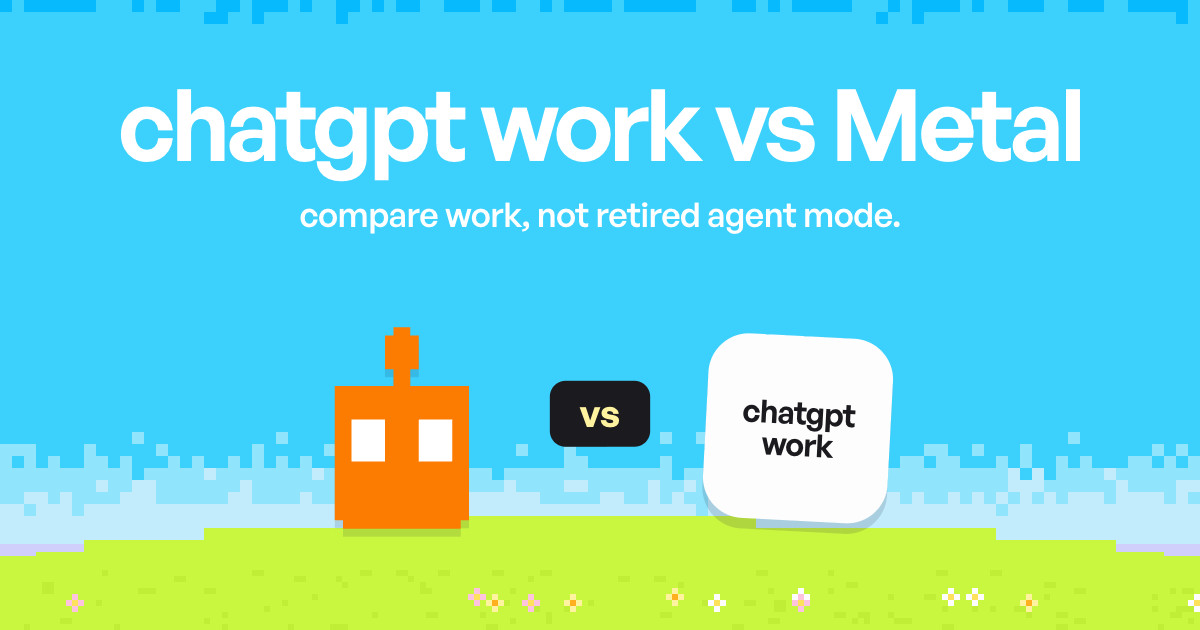 chatgpt work vs Metal
compare work, not retired agent mode.
vs
chatgpt
work